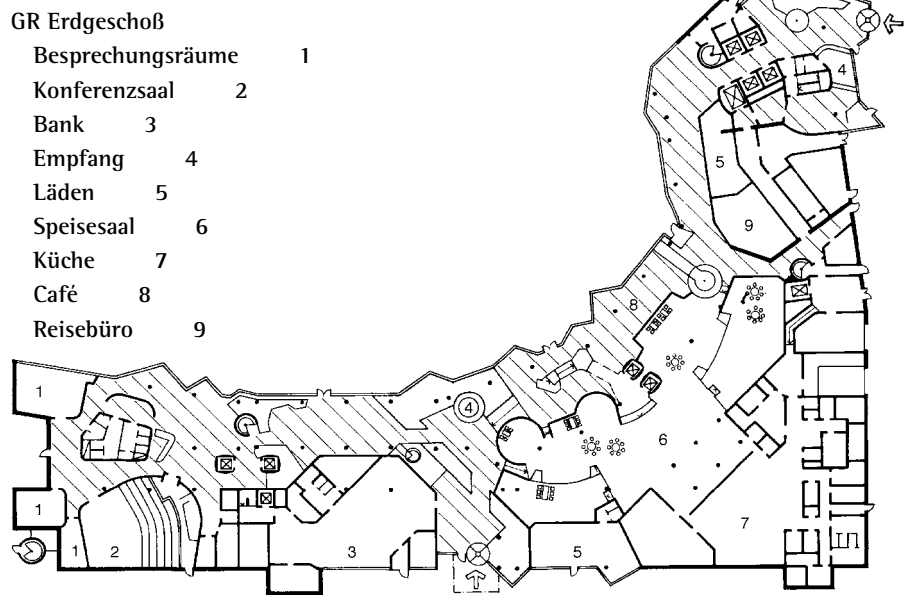 GR Erdgeschoß
Besprechungsräume 1
Konferenzsaal 2
Bank 3
Empfang 4
Läden 5
Speisesaal 6
Küche 7
Café 8
Reisebüro 9
4
5
9
8
1
4
6
1
1
2
3
5
7